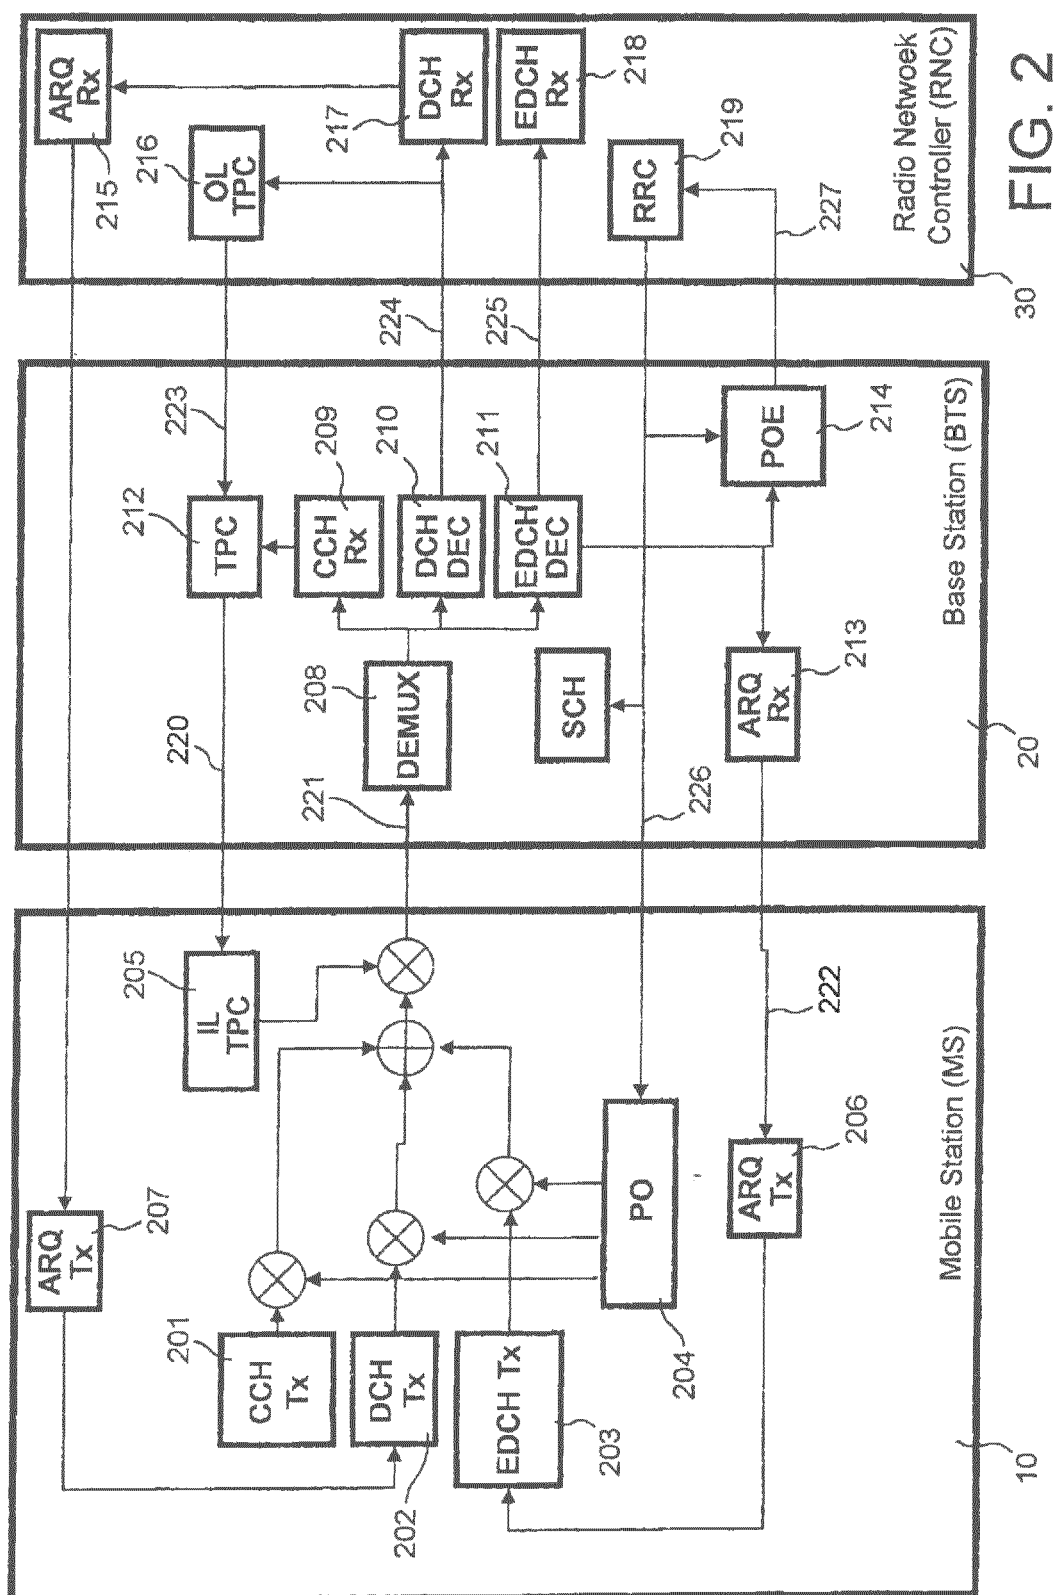 ARQ
Tx
207
201
CCH
Tx
DCH
Tx
202
EDCH Tx
203
204
PO
205
IL
TPC
ARQ
Tx
206
222
10
Mobile Station (MS)
220
221
212
TPC
223
208
DEMUX
CCH
Rx
209
DCH
DEC
210
EDCH
DEC
211
SCH
226
ARQ
Rx
213
POE
214
20
Base Station (BTS)
224
225
ARQ
Rx
215
216
OL
TPC
217
DCH
Rx
EDCH
Rx
218
RRC
219
227
30
Radio Netwoek
Controller (RNC)
FIG. 2